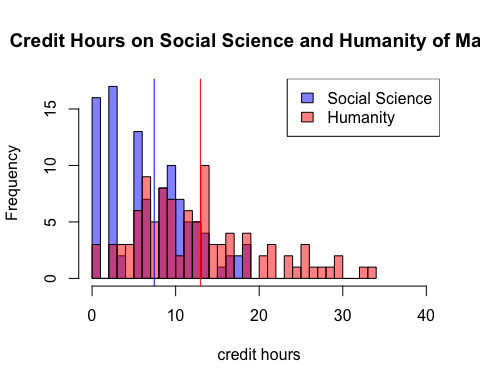 Credit Hours on Social Science and Humanity of Ma
Social Science
Humanity
Frequency
15
10
5
0
0 10 20 30 40
credit hours